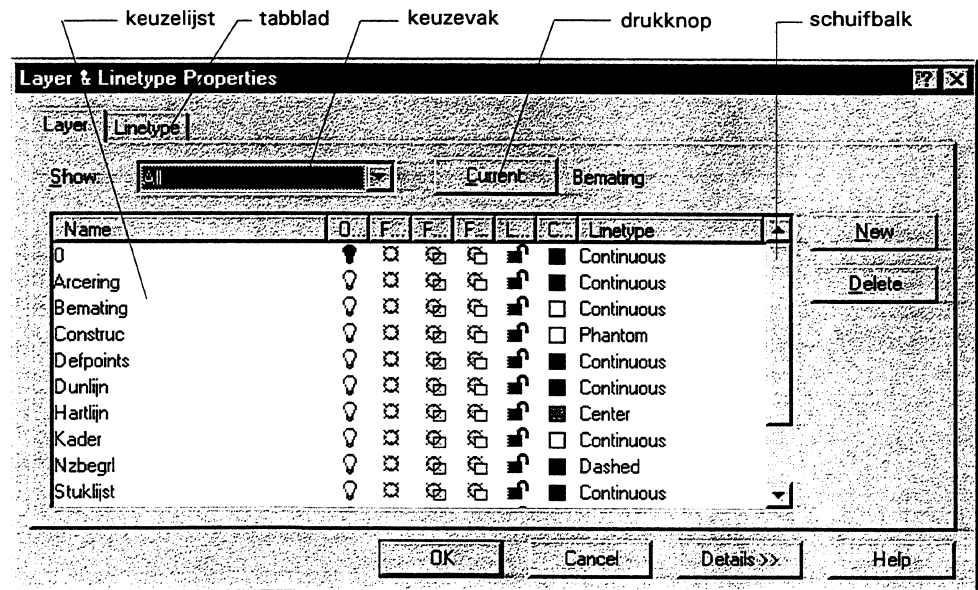 keuzelijst tabblad keuzevak drukknop schuifbalk
Layer & Linetype Properties
Layer Linetype
Show: All Current Bemating
Name O... F... F... F... L... C... Linetype
0 Continuous
Arcering Continuous
Bemating Continuous
Construc Phantom
Defpoints Continuous
Dunlijn Continuous
Hartlijn Center
Kader Continuous
Nzbegrl Dashed
Stuklijst Continuous
New
Delete
OK Cancel Details >> Help